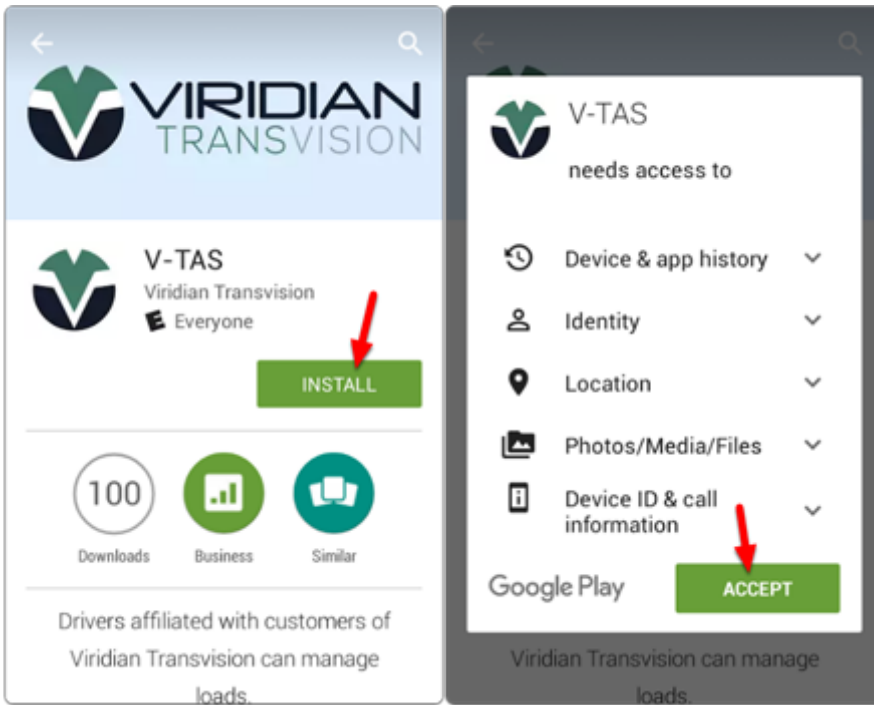 VIRIDIAN
TRANSVISION
V-TAS
Viridian Transvision
E Everyone
INSTALL
100
Downloads
Business
Similar
Drivers affiliated with customers of
Viridian Transvision can manage
loads.
V-TAS
needs access to
Device & app history
Identity
Location
Photos/Media/Files
Device ID & call
information
Google Play
ACCEPT
Viridian Transvision can manage
loads.